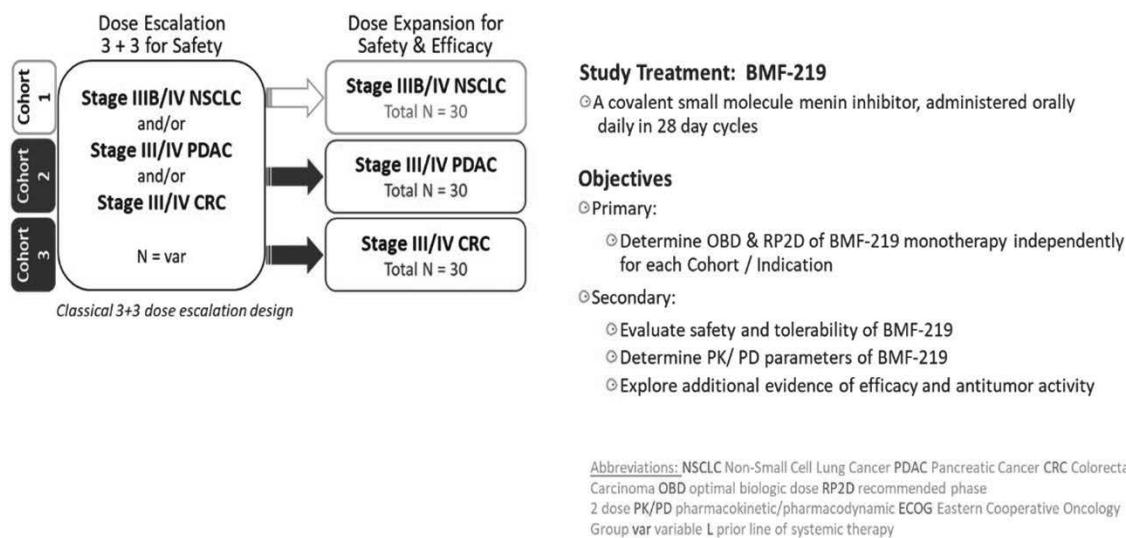 Dose Escalation
3 + 3 for Safety
Dose Expansion for
Safety & Efficacy
Cohort
1
Cohort
2
Cohort
3
Stage IIIB/IV NSCLC
and/or
Stage III/IV PDAC
and/or
Stage III/IV CRC
N = var
Stage IIIB/IV NSCLC
Total N = 30
Stage III/IV PDAC
Total N = 30
Stage III/IV CRC
Total N = 30
Classical 3+3 dose escalation design
Study Treatment: BMF-219
A covalent small molecule menin inhibitor, administered orally
daily in 28 day cycles
Objectives
Primary:
Determine OBD & RP2D of BMF-219 monotherapy independently
for each Cohort / Indication
Secondary:
Evaluate safety and tolerability of BMF-219
Determine PK/ PD parameters of BMF-219
Explore additional evidence of efficacy and antitumor activity
Abbreviations: NSCLC Non-Small Cell Lung Cancer PDAC Pancreatic Cancer CRC Colorecta
Carcinoma OBD optimal biologic dose RP2D recommended phase
2 dose PK/PD pharmacokinetic/pharmacodynamic ECOG Eastern Cooperative Oncology
Group var variable L prior line of systemic therapy